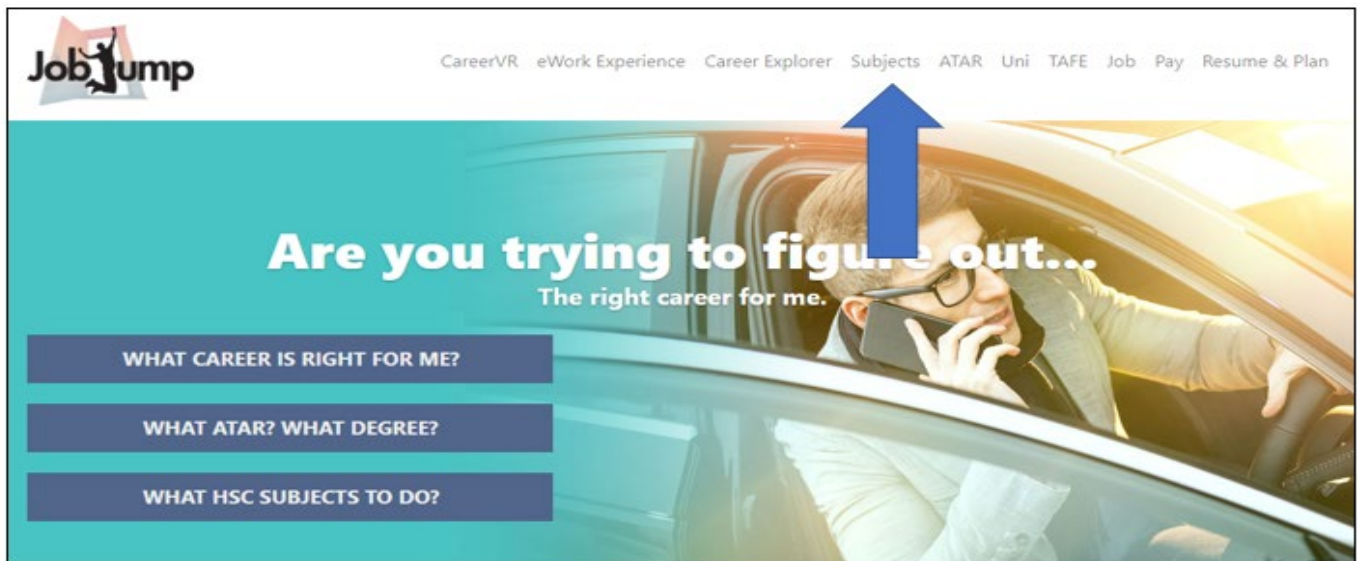 JobJump
CareerVR eWork Experience Career Explorer Subjects ATAR Uni TAFE Job Pay Resume & Plan
Are you trying to figure out...
The right career for me.
WHAT CAREER IS RIGHT FOR ME?
WHAT ATAR? WHAT DEGREE?
WHAT HSC SUBJECTS TO DO?